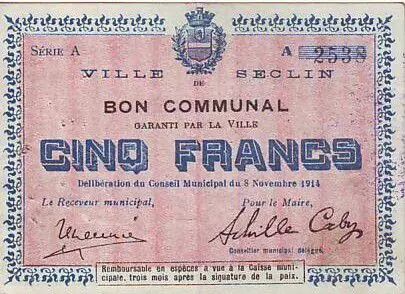 SÉRIE A
A 2538
VILLE DE SECLIN
BON COMMUNAL
GARANTI PAR LA VILLE
CINQ FRANCS
Délibération du Conseil Municipal du 8 Novembre 1914
Le Receveur municipal, Pour le Maire,
Achille Caby
Conseiller municipal délégué,
Remboursable en espèces à vue à la Caisse muni-
cipale, trois mois après la signature de la paix.